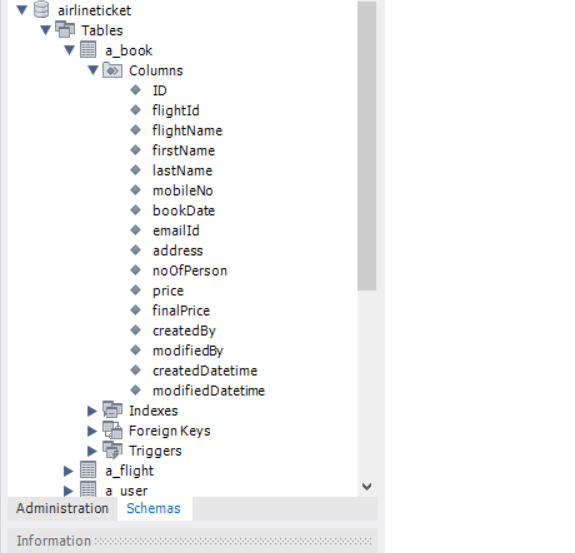 airlineticket
Tables
a_book
Columns
ID
flightId
flightName
firstName
lastName
mobileNo
bookDate
emailId
address
noOfPerson
price
finalPrice
createdBy
modifiedBy
createdDatetime
modifiedDatetime
Indexes
Foreign Keys
Triggers
a_flight
a_user
Administration Schemas
Information